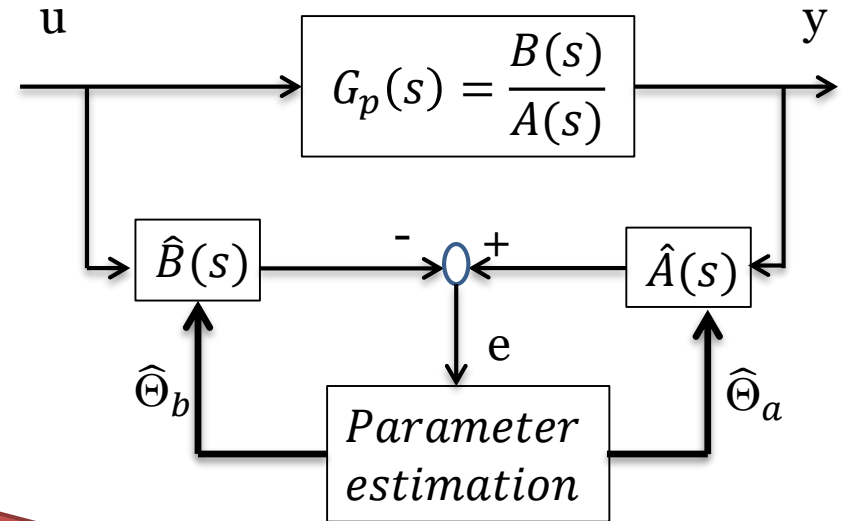 u
y
G_p(s) = B(s)/A(s)
B̂(s)
-
+
Â(s)
e
Θ̂_b
Θ̂_a
Parameter
estimation